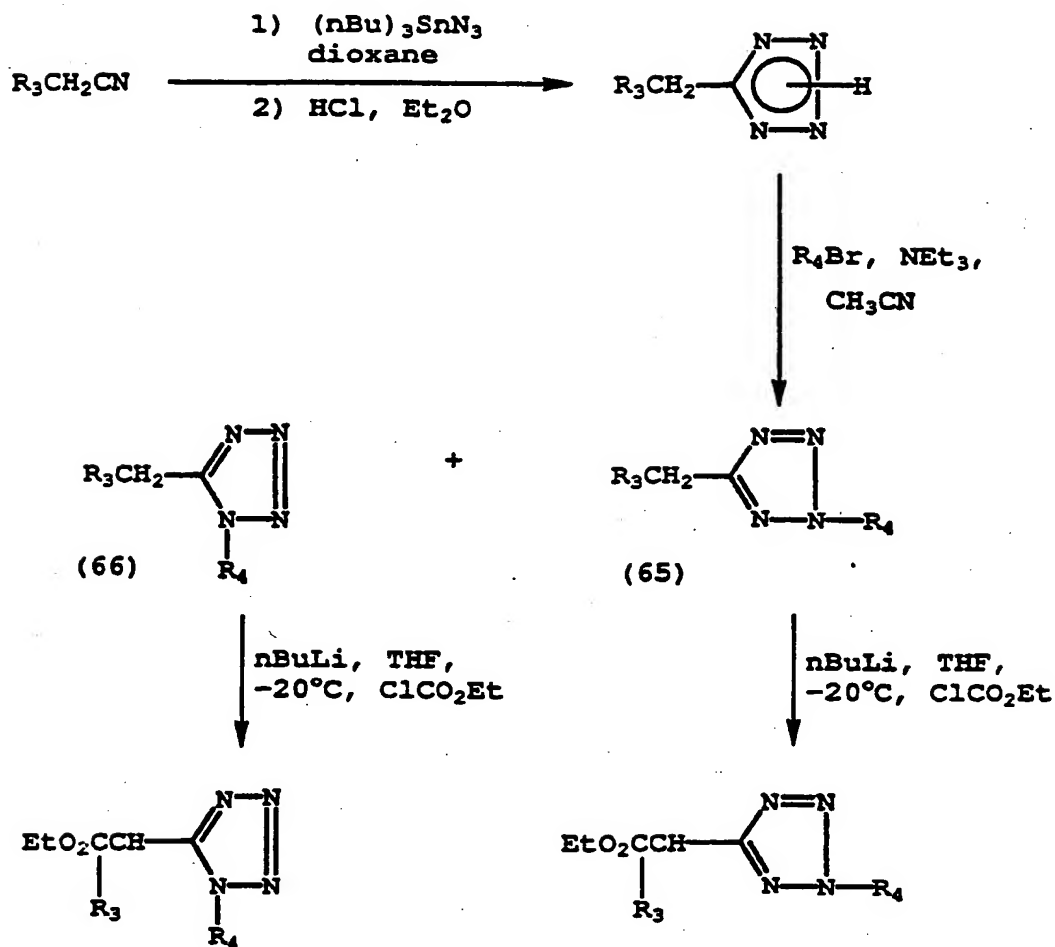 1) (nBu)₃SnN₃
dioxane
R₃CH₂CN
2) HCl, Et₂O
N N
R₃CH₂ H
N N
R₄Br, NEt₃,
CH₃CN
N N
R₃CH₂
N N
R₄
(66)
+
N N
R₃CH₂
N N R₄
(65)
nBuLi, THF,
-20°C, ClCO₂Et
nBuLi, THF,
-20°C, ClCO₂Et
N N
EtO₂CCH
N N
R₃
R₄
N N
EtO₂CCH
N N R₄
R₃